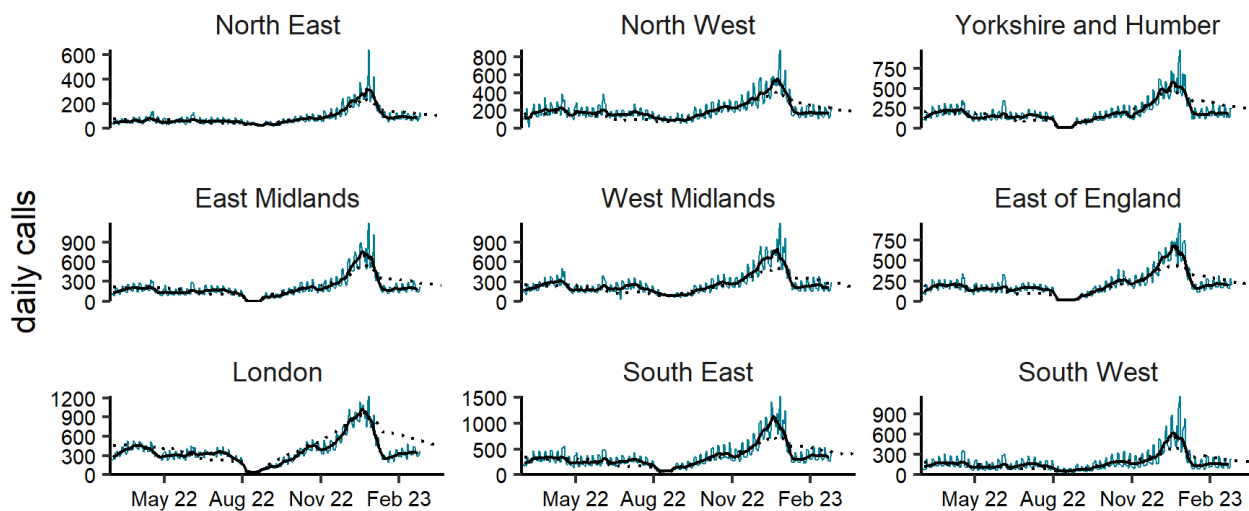 North East
North West
Yorkshire and Humber
600
400
200
0
800
600
400
200
0
750
500
250
0
East Midlands
West Midlands
East of England
daily calls
900
600
300
0
900
600
300
0
750
500
250
0
London
South East
South West
1200
900
600
300
0
1500
1000
500
0
900
600
300
0
May 22 Aug 22 Nov 22 Feb 23
May 22 Aug 22 Nov 22 Feb 23
May 22 Aug 22 Nov 22 Feb 23